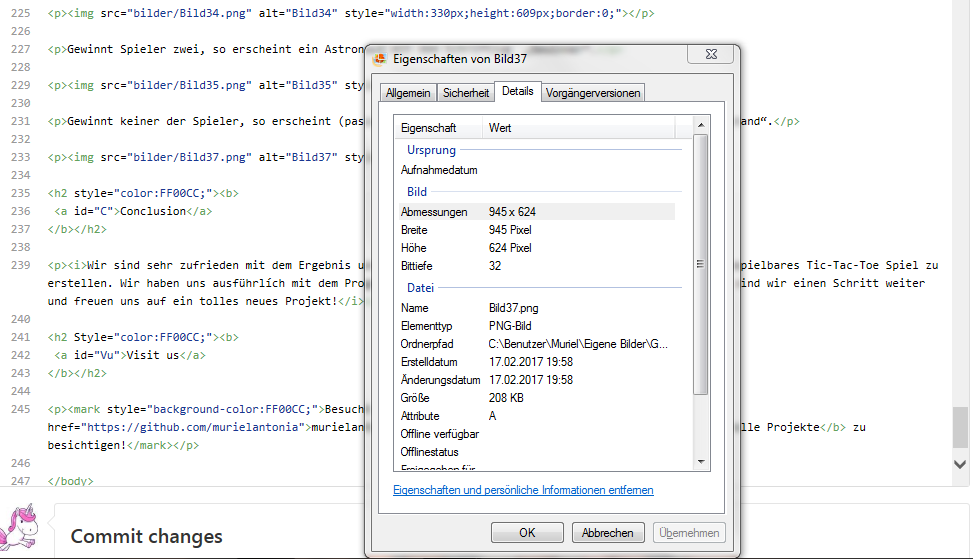 225 <p><img src="bilder/Bild34.png" alt="Bild34" style="width:330px;height:609px;border:0;"></p>
226
227 <p>Gewinnt Spieler zwei, so erscheint ein Astron
228
229 <p><img src="bilder/Bild35.png" alt="Bild35" sty
230
231 <p>Gewinnt keiner der Spieler, so erscheint (pas and“.</p>
232
233 <p><img src="bilder/Bild37.png" alt="Bild37" sty
234
235 <h2 style="color:FF00CC;"><b>
236 <a id="C">Conclusion</a>
237 </b></h2>
238
239 <p><i>Wir sind sehr zufrieden mit dem Ergebnis u pielbares Tic-Tac-Toe Spiel zu
erstellen. Wir haben uns ausführlich mit dem Pro ind wir einen Schritt weiter
und freuen uns auf ein tolles neues Projekt!</i>
240
241 <h2 Style="color:FF00CC;"><b>
242 <a id="Vu">Visit us</a>
243 </b></h2>
244
245 <p><mark style="background-color:FF00CC;">Besuch
href="https://github.com/murielantonia">murielan lle Projekte</b> zu
besichtigen!</mark></p>
246
247 </body>
Commit changes
Eigenschaften von Bild37
Allgemein Sicherheit Details Vorgängerversionen
Eigenschaft Wert
Ursprung
Aufnahmedatum
Bild
Abmessungen 945 x 624
Breite 945 Pixel
Höhe 624 Pixel
Bittiefe 32
Datei
Name Bild37.png
Elementtyp PNG-Bild
Ordnerpfad C:\Benutzer\Muriel\Eigene Bilder\G...
Erstelldatum 17.02.2017 19:58
Änderungsdatum 17.02.2017 19:58
Größe 208 KB
Attribute A
Offline verfügbar
Offlinestatus
Freigegeben für
Eigenschaften und persönliche Informationen entfernen
OK Abbrechen Übernehmen